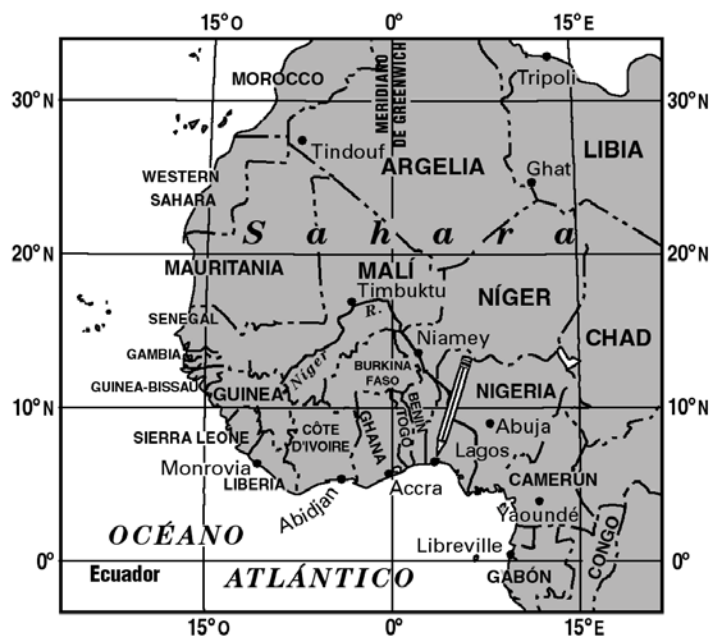 15°O 0° 15°E
MOROCCO
MERIDIANO
DE GREENWICH
Tripoli
30°N 30°N
Tindouf
ARGELIA
LIBIA
Ghat
WESTERN
SAHARA
Sahara
20°N 20°N
MAURITANIA
MALÍ
Timbuktu
NÍGER
R.
Níger
SENEGAL
Niamey
CHAD
GAMBIA
BURKINA
FASO
GUINEA-BISSAU
GUINEA
NIGERIA
BENIN
10°N 10°N
TOGO
GHANA
CÔTE
D'IVOIRE
Abuja
SIERRA LEONE
Lagos
Monrovia
LIBERIA
CAMERÚN
Abidjan
Accra
Yaoundé
OCÉANO
Libreville
CONGO
0° 0°
Ecuador
ATLÁNTICO
GABÓN
15°O 0° 15°E